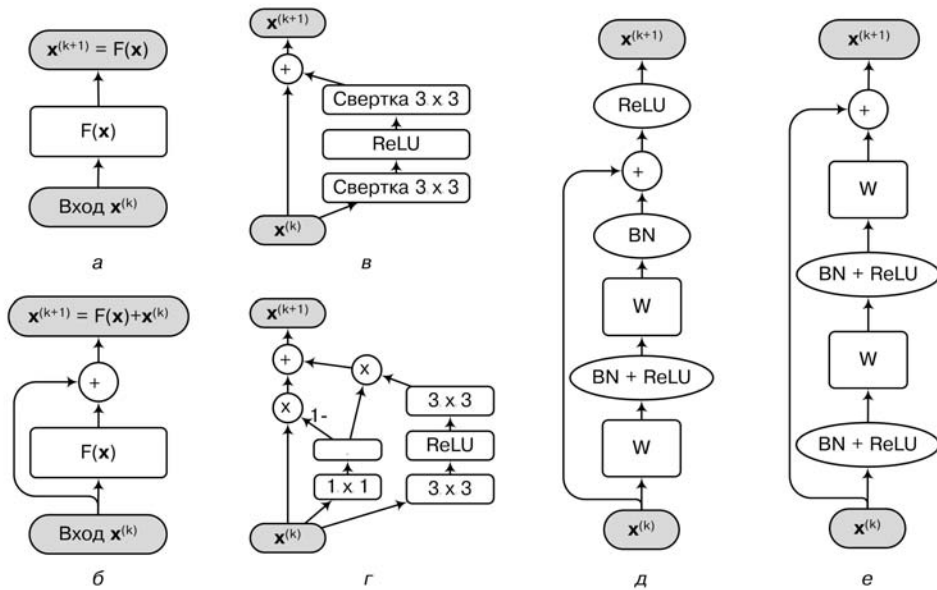 x(k+1) = F(x)
F(x)
Вход x(k)
а
x(k+1) = F(x)+x(k)
+
F(x)
Вход x(k)
б
x(k+1)
+
Свертка 3 x 3
ReLU
Свертка 3 x 3
x(k)
в
x(k+1)
+
x
x
1-
3 x 3
ReLU
1 x 1
3 x 3
x(k)
г
x(k+1)
ReLU
+
BN
W
BN + ReLU
W
x(k)
д
x(k+1)
+
W
BN + ReLU
W
BN + ReLU
x(k)
е